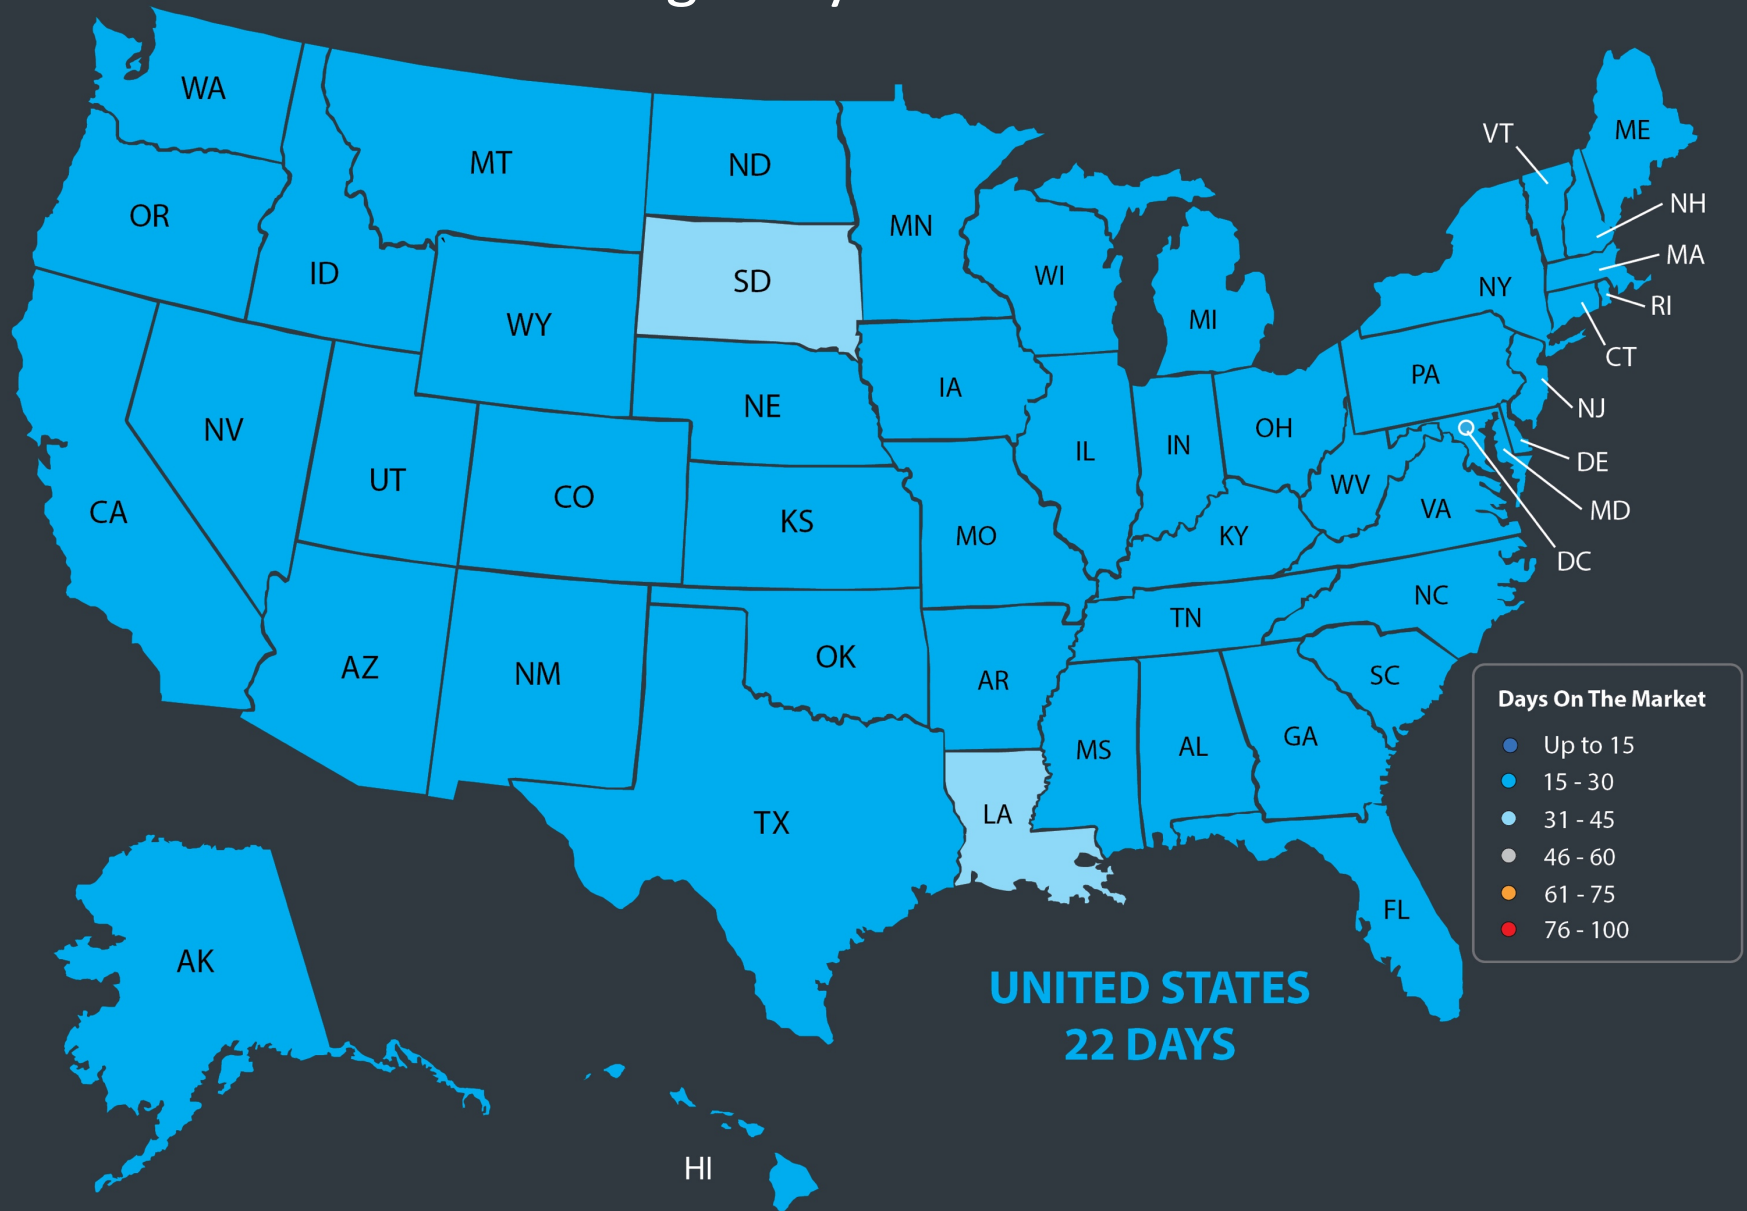 WA
MT
ND
MN
OR
ID
SD
WI
MI
WY
NV
UT
CO
NE
IA
IL
IN
OH
PA
NY
VT
ME
NH
MA
RI
CT
NJ
DE
MD
DC
CA
KS
MO
KY
WV
VA
NC
TN
AZ
NM
OK
AR
SC
MS
AL
GA
LA
TX
FL
AK
HI
UNITED STATES
22 DAYS
Days On The Market
Up to 15
15 - 30
31 - 45
46 - 60
61 - 75
76 - 100